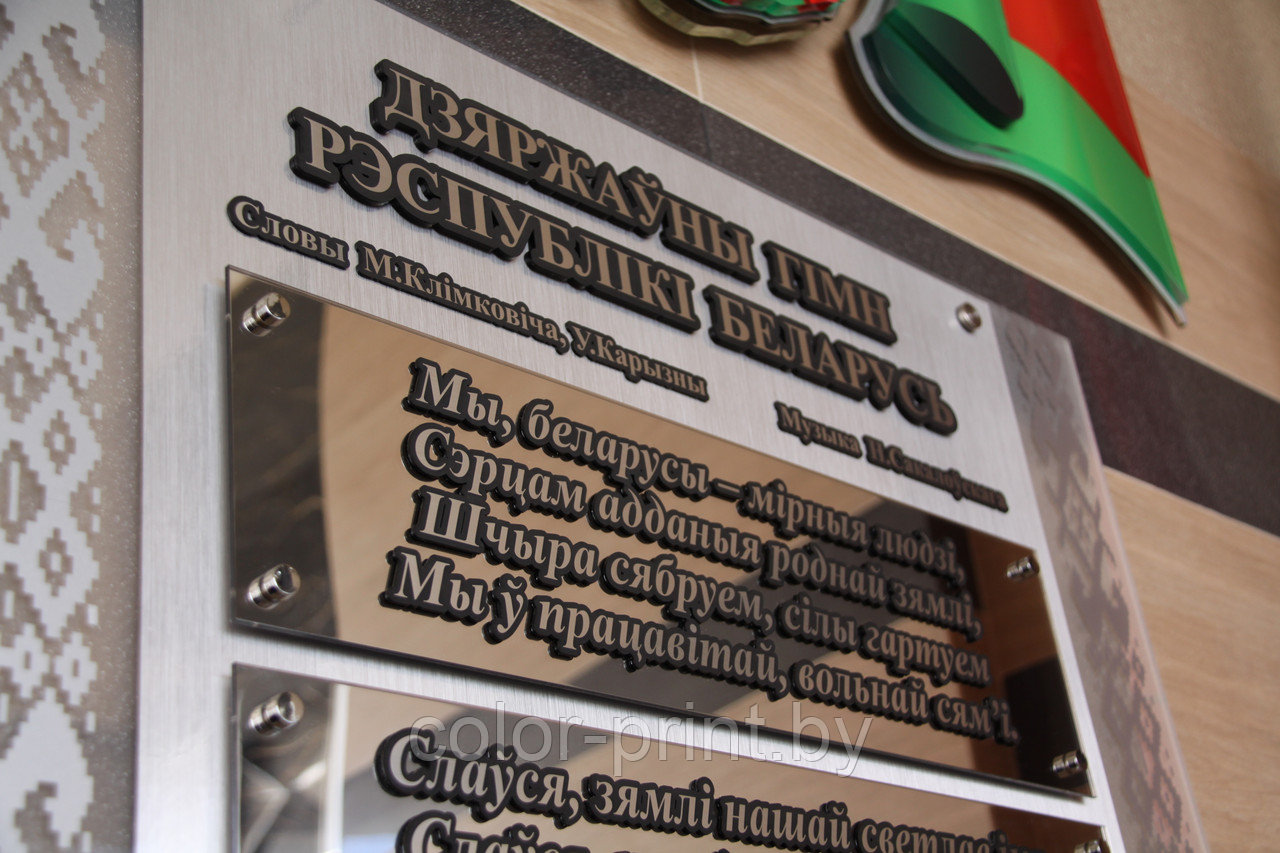 ДЗЯРЖАЎНЫ ГІМН
РЭСПУБЛІКІ БЕЛАРУСЬ
Словы М.Клімковіча, У.Карызны
Музыка Н.Сакалоўскага
Мы, беларусы – мірныя людзі,
Сэрцам адданыя роднай зямлі,
Шчыра сябруем, сілы гартуем
Мы ў працавітай, вольнай сям'і.
color-print.by
Слаўся, зямлі нашай